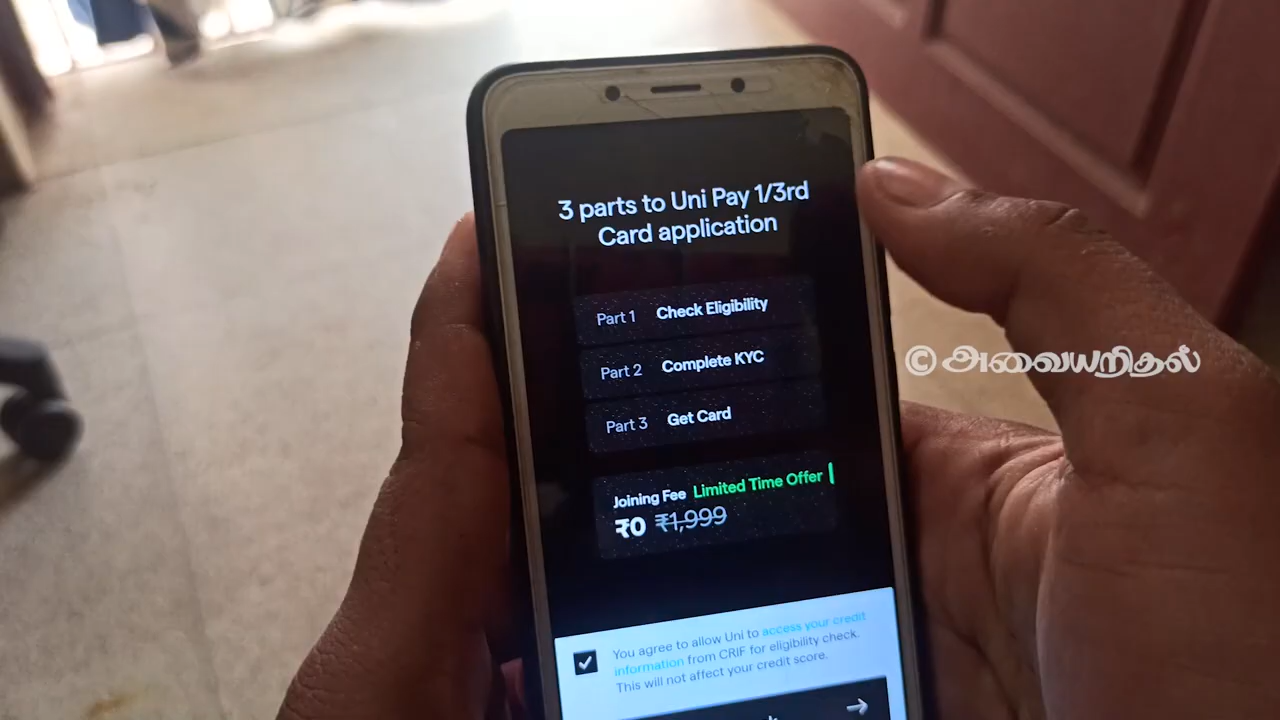 3 parts to Uni Pay 1/3rd
Card application
Part 1 Check Eligibility
Part 2 Complete KYC
Part 3 Get Card
Joining Fee Limited Time Offer
₹0 ₹1,999
You agree to allow Uni to access your credit
information from CRIF for eligibility check.
This will not affect your credit score.
© அவையறிதல்